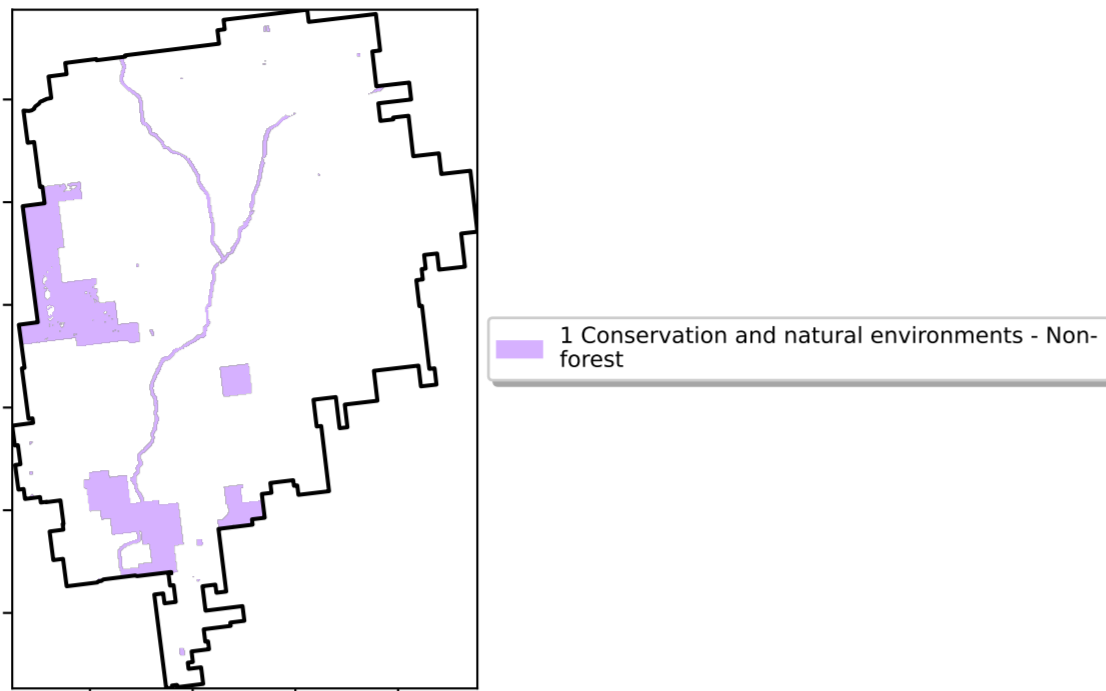 1 Conservation and natural environments - Non-
forest